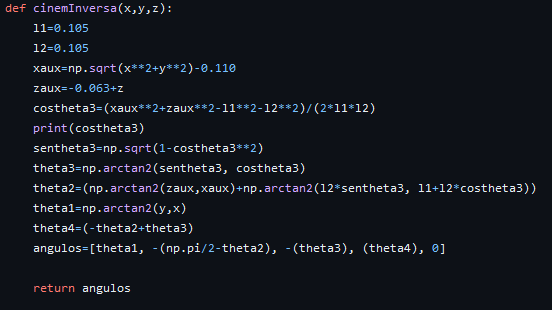 def cinemInversa(x,y,z):
    l1=0.105
    l2=0.105
    xaux=np.sqrt(x**2+y**2)-0.110
    zaux=-0.063+z
    costheta3=(xaux**2+zaux**2-l1**2-l2**2)/(2*l1*l2)
    print(costheta3)
    sentheta3=np.sqrt(1-costheta3**2)
    theta3=np.arctan2(sentheta3, costheta3)
    theta2=(np.arctan2(zaux,xaux)+np.arctan2(l2*sentheta3, l1+l2*costheta3))
    theta1=np.arctan2(y,x)
    theta4=(-theta2+theta3)
    angulos=[theta1, -(np.pi/2-theta2), -(theta3), (theta4), 0]
    return angulos